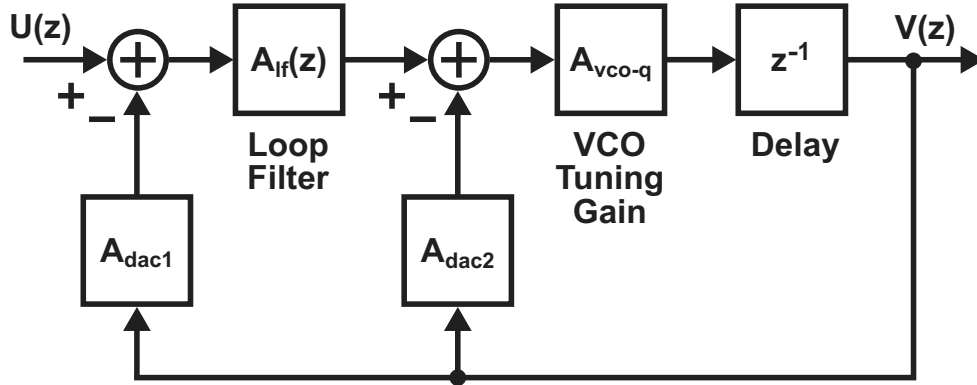 U(z)
V(z)
+
A_lf(z)
+
A_vco-q
z^-1
+
−
+
−
Loop
Filter
VCO
Tuning
Gain
Delay
A_dac1
A_dac2